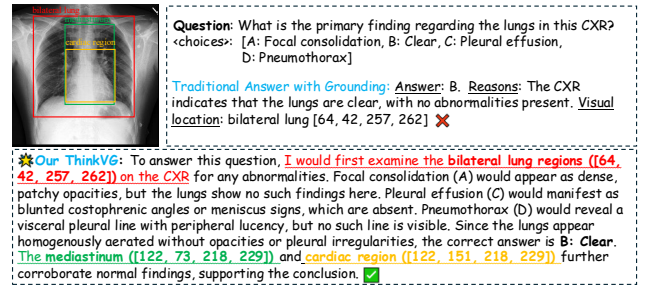 bilateral lung
cardiac region
Question: What is the primary finding regarding the lungs in this CXR?
<choices>: [A: Focal consolidation, B: Clear, C: Pleural effusion,
D: Pneumothorax]
Traditional Answer with Grounding: Answer: B. Reasons: The CXR
indicates that the lungs are clear, with no abnormalities present. Visual
location: bilateral lung [64, 42, 257, 262]
Our ThinkVG: To answer this question, I would first examine the bilateral lung regions ([64,
42, 257, 262]) on the CXR for any abnormalities. Focal consolidation (A) would appear as dense,
patchy opacities, but the lungs show no such findings here. Pleural effusion (C) would manifest as
blunted costophrenic angles or meniscus signs, which are absent. Pneumothorax (D) would reveal a
visceral pleural line with peripheral lucency, but no such line is visible. Since the lungs appear
homogenously aerated without opacities or pleural irregularities, the correct answer is B: Clear.
The mediastinum ([122, 73, 218, 229]) and cardiac region ([122, 151, 218, 229]) further
corroborate normal findings, supporting the conclusion.